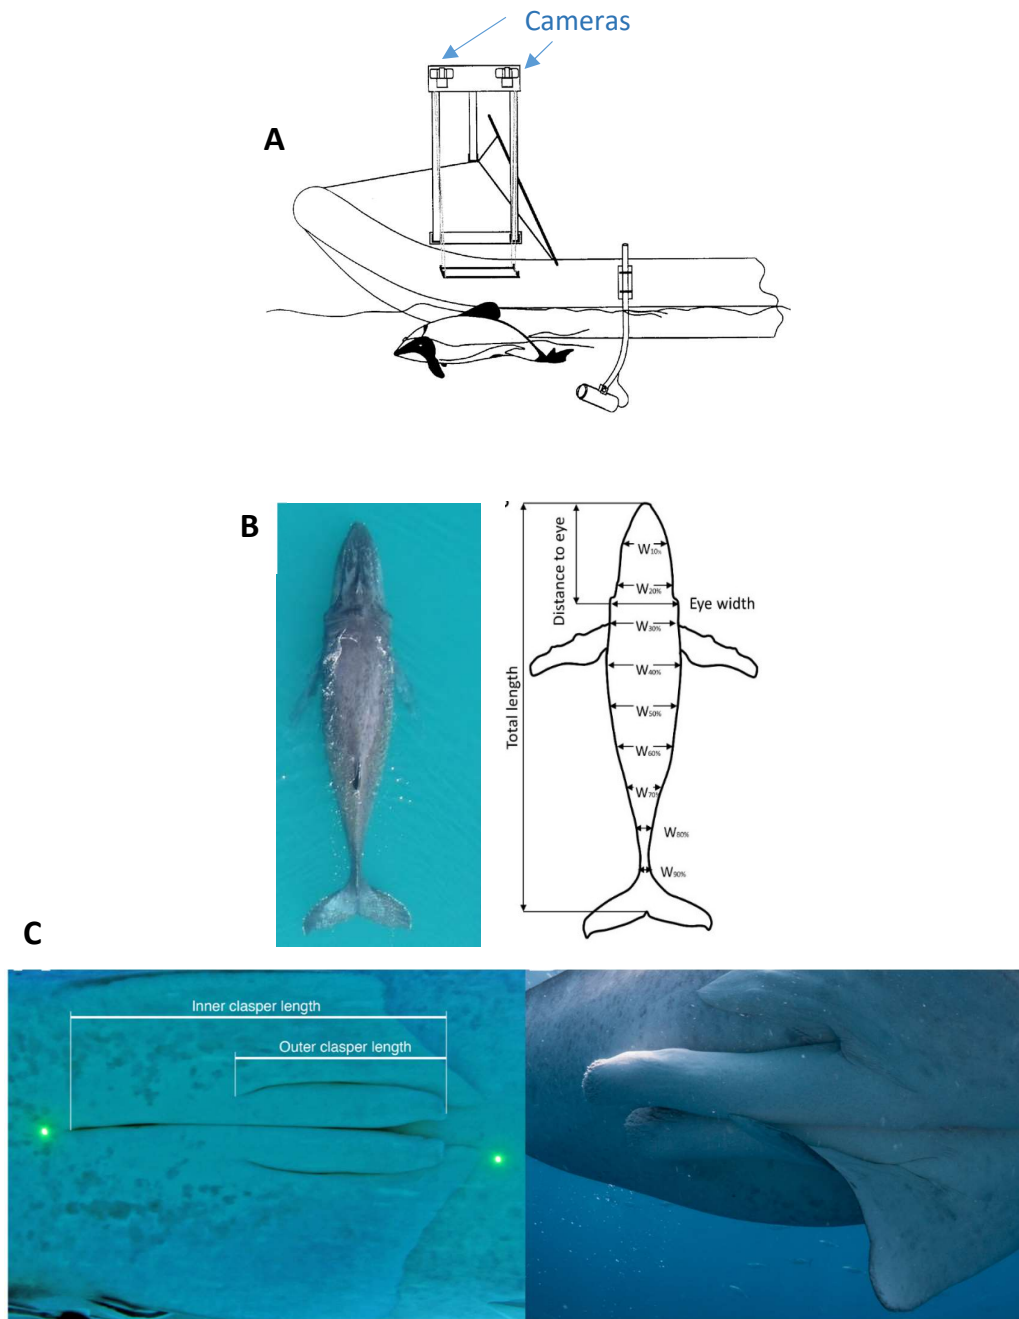 Cameras
A
B
,
Total length
Distance to eye
W10%
W20%
Eye width
W30%
W40%
W50%
W60%
W70%
W80%
W90%
C
Inner clasper length
Outer clasper length